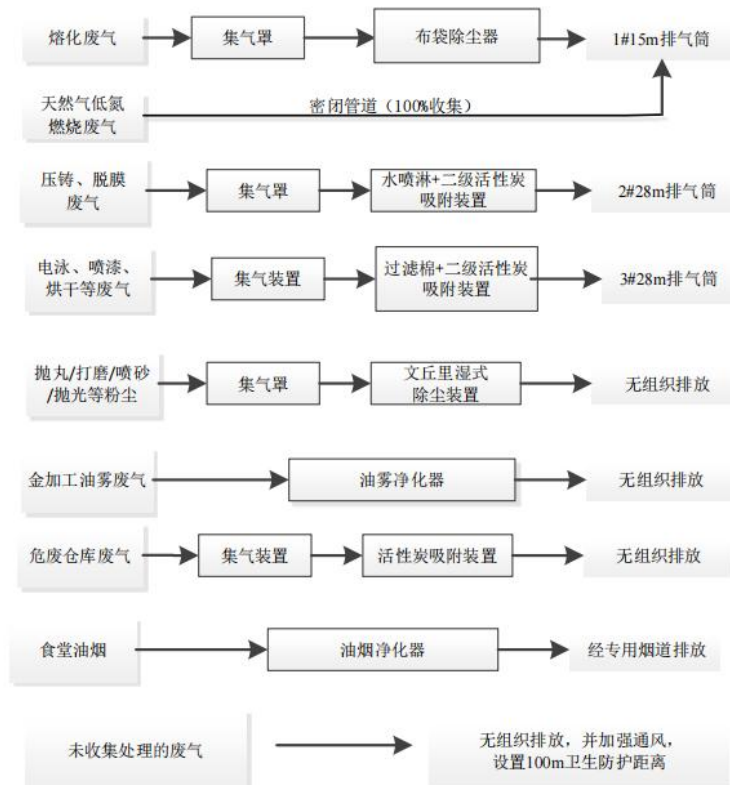 熔化废气
集气罩
布袋除尘器
1#15m排气筒
天然气低氮
燃烧废气
密闭管道（100%收集）
压铸、脱膜
废气
集气罩
水喷淋+二级活性炭
吸附装置
2#28m排气筒
电泳、喷漆、
烘干等废气
集气装置
过滤棉+二级活性炭
吸附装置
3#28m排气筒
抛丸/打磨/喷砂
/抛光等粉尘
集气罩
文丘里湿式
除尘装置
无组织排放
金加工油雾废气
油雾净化器
无组织排放
危废仓库废气
集气装置
活性炭吸附装置
无组织排放
食堂油烟
油烟净化器
经专用烟道排放
未收集处理的废气
无组织排放，并加强通风，
设置100m卫生防护距离